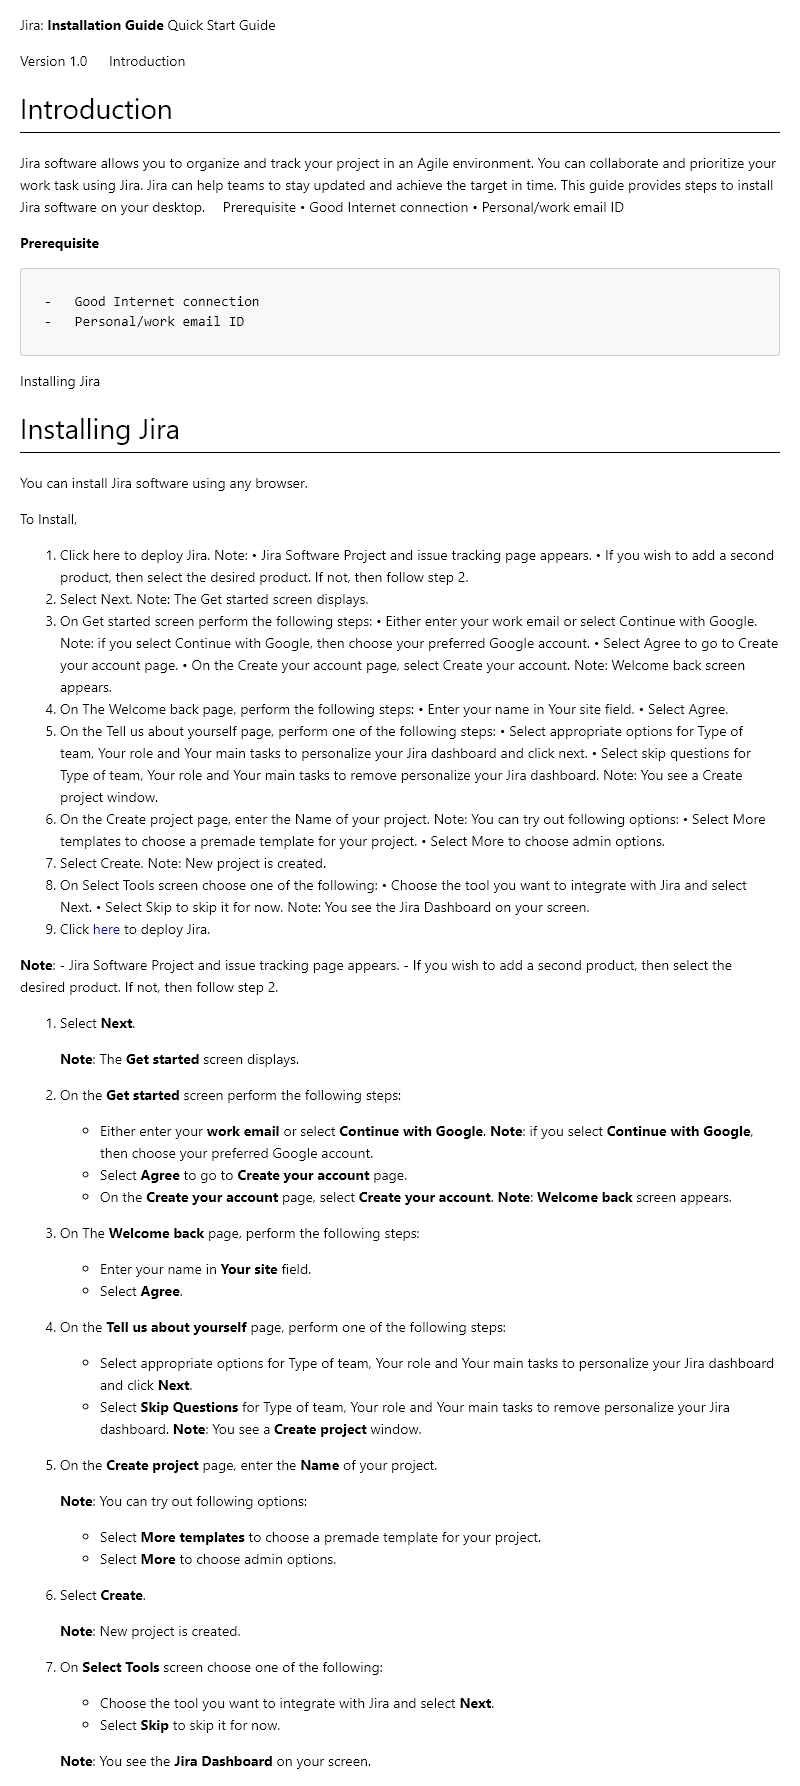 Jira: Installation Guide Quick Start Guide
Version 1.0 Introduction
Introduction
Jira software allows you to organize and track your project in an Agile environment. You can collaborate and prioritize your
work task using Jira. Jira can help teams to stay updated and achieve the target in time. This guide provides steps to install
Jira software on your desktop. Prerequisite • Good Internet connection • Personal/work email ID
Prerequisite
- Good Internet connection
- Personal/work email ID
Installing Jira
Installing Jira
You can install Jira software using any browser.
To Install,
1. Click here to deploy Jira. Note: • Jira Software Project and issue tracking page appears. • If you wish to add a second
product, then select the desired product. If not, then follow step 2.
2. Select Next. Note: The Get started screen displays.
3. On Get started screen perform the following steps: • Either enter your work email or select Continue with Google.
Note: if you select Continue with Google, then choose your preferred Google account. • Select Agree to go to Create
your account page. • On the Create your account page, select Create your account. Note: Welcome back screen
appears.
4. On The Welcome back page, perform the following steps: • Enter your name in Your site field. • Select Agree.
5. On the Tell us about yourself page, perform one of the following steps: • Select appropriate options for Type of
team, Your role and Your main tasks to personalize your Jira dashboard and click next. • Select skip questions for
Type of team, Your role and Your main tasks to remove personalize your Jira dashboard. Note: You see a Create
project window.
6. On the Create project page, enter the Name of your project. Note: You can try out following options: • Select More
templates to choose a premade template for your project. • Select More to choose admin options.
7. Select Create. Note: New project is created.
8. On Select Tools screen choose one of the following: • Choose the tool you want to integrate with Jira and select
Next. • Select Skip to skip it for now. Note: You see the Jira Dashboard on your screen.
9. Click here to deploy Jira.
Note: - Jira Software Project and issue tracking page appears. - If you wish to add a second product, then select the
desired product. If not, then follow step 2.
1. Select Next.
Note: The Get started screen displays.
2. On the Get started screen perform the following steps:
◦ Either enter your work email or select Continue with Google. Note: if you select Continue with Google,
then choose your preferred Google account.
◦ Select Agree to go to Create your account page.
◦ On the Create your account page, select Create your account. Note: Welcome back screen appears.
3. On The Welcome back page, perform the following steps:
◦ Enter your name in Your site field.
◦ Select Agree.
4. On the Tell us about yourself page, perform one of the following steps:
◦ Select appropriate options for Type of team, Your role and Your main tasks to personalize your Jira dashboard
and click Next.
◦ Select Skip Questions for Type of team, Your role and Your main tasks to remove personalize your Jira
dashboard. Note: You see a Create project window.
5. On the Create project page, enter the Name of your project.
Note: You can try out following options:
◦ Select More templates to choose a premade template for your project.
◦ Select More to choose admin options.
6. Select Create.
Note: New project is created.
7. On Select Tools screen choose one of the following:
◦ Choose the tool you want to integrate with Jira and select Next.
◦ Select Skip to skip it for now.
Note: You see the Jira Dashboard on your screen.